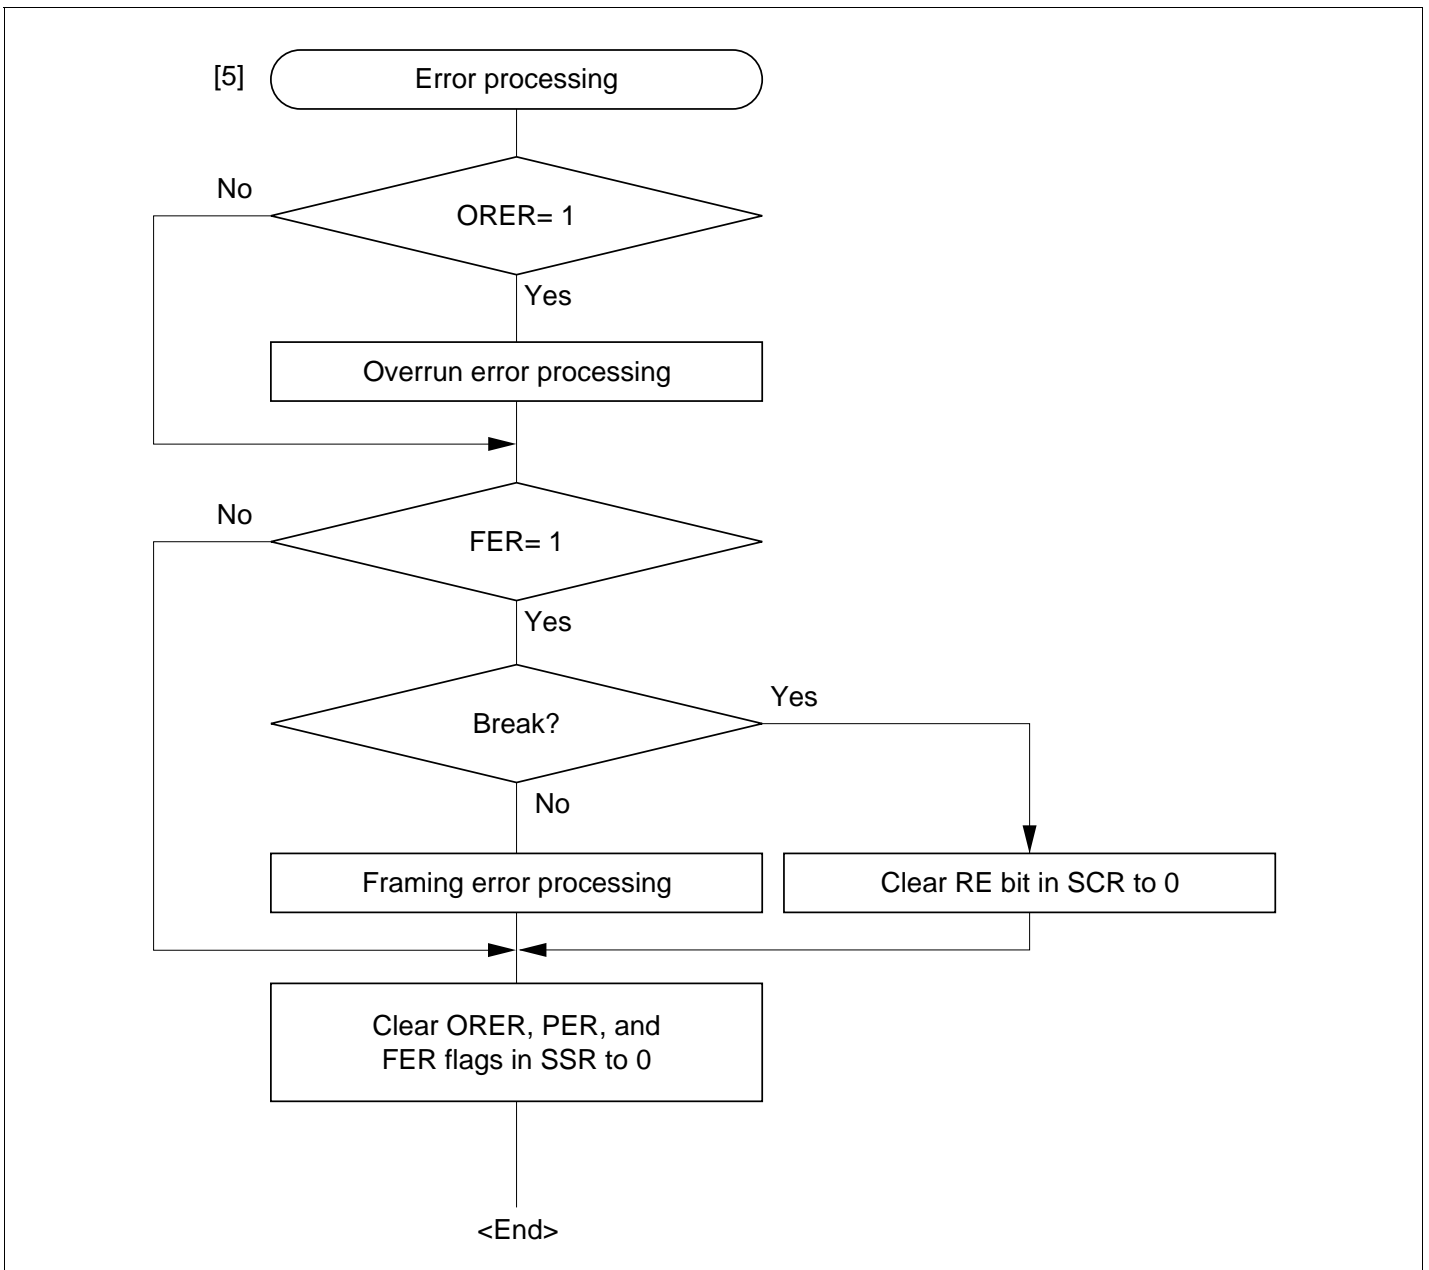 [5] Error processing
No
ORER= 1
Yes
Overrun error processing
No
FER= 1
Yes
Yes
Break?
No
Framing error processing
Clear RE bit in SCR to 0
Clear ORER, PER, and
FER flags in SSR to 0
<End>